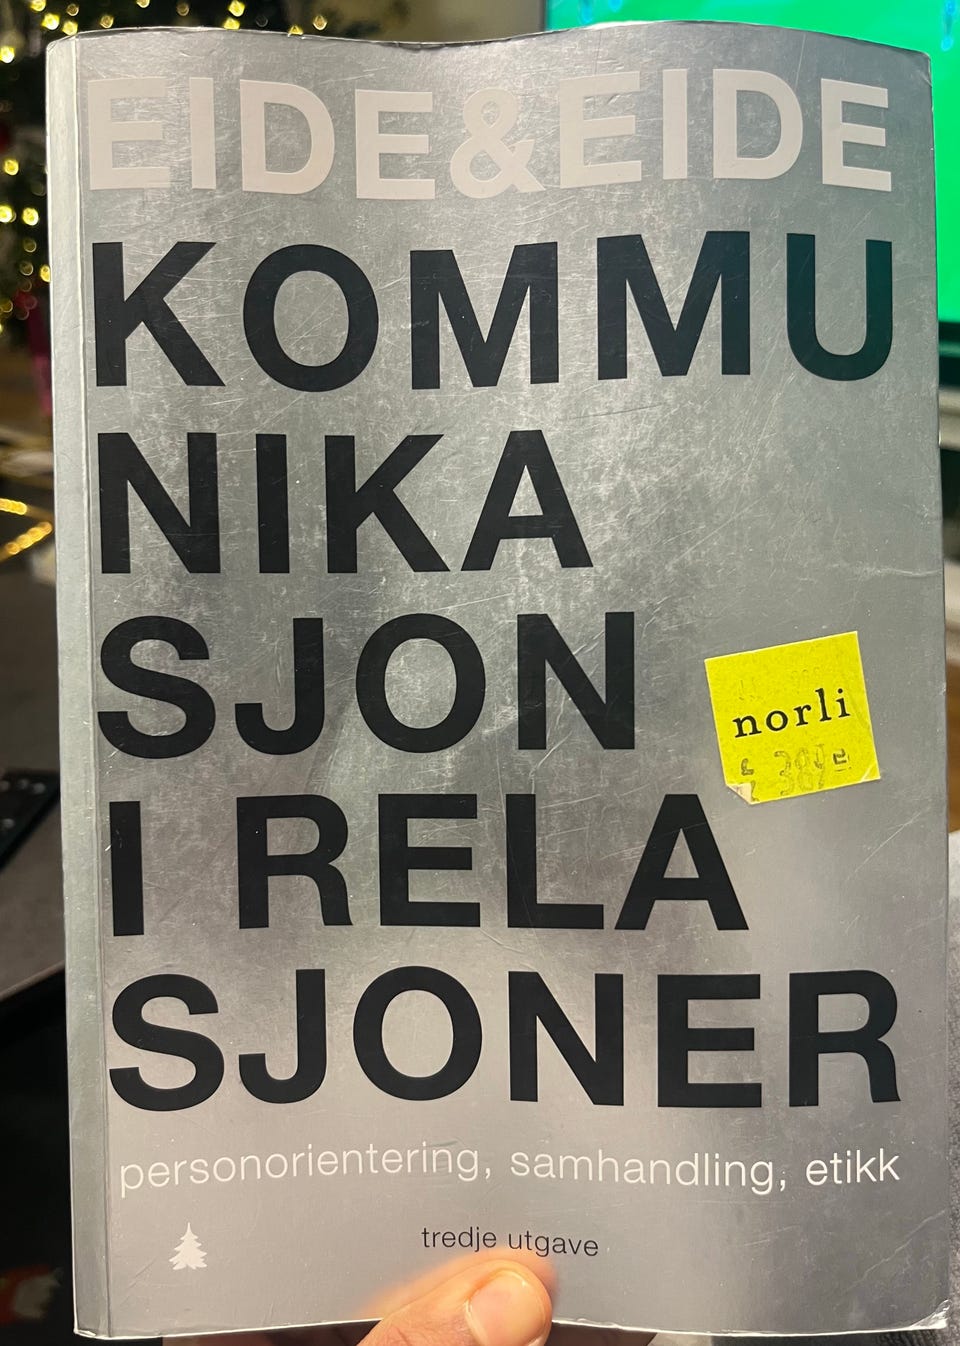 EIDE&EIDE
KOMMU
NIKA
SJON
I RELA
SJONER
norli
personorientering, samhandling, etikk
tredje utgave